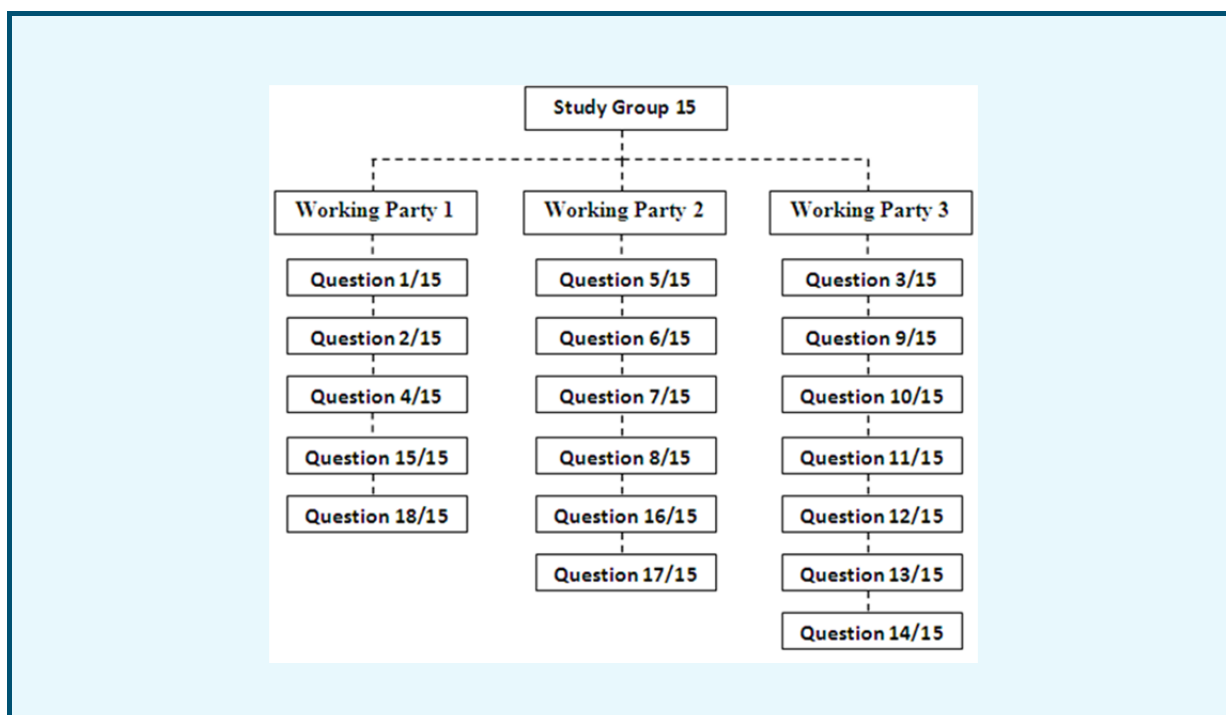 Study Group 15
Working Party 1
Working Party 2
Working Party 3
Question 1/15
Question 5/15
Question 3/15
Question 2/15
Question 6/15
Question 9/15
Question 4/15
Question 7/15
Question 10/15
Question 15/15
Question 8/15
Question 11/15
Question 18/15
Question 16/15
Question 12/15
Question 17/15
Question 13/15
Question 14/15